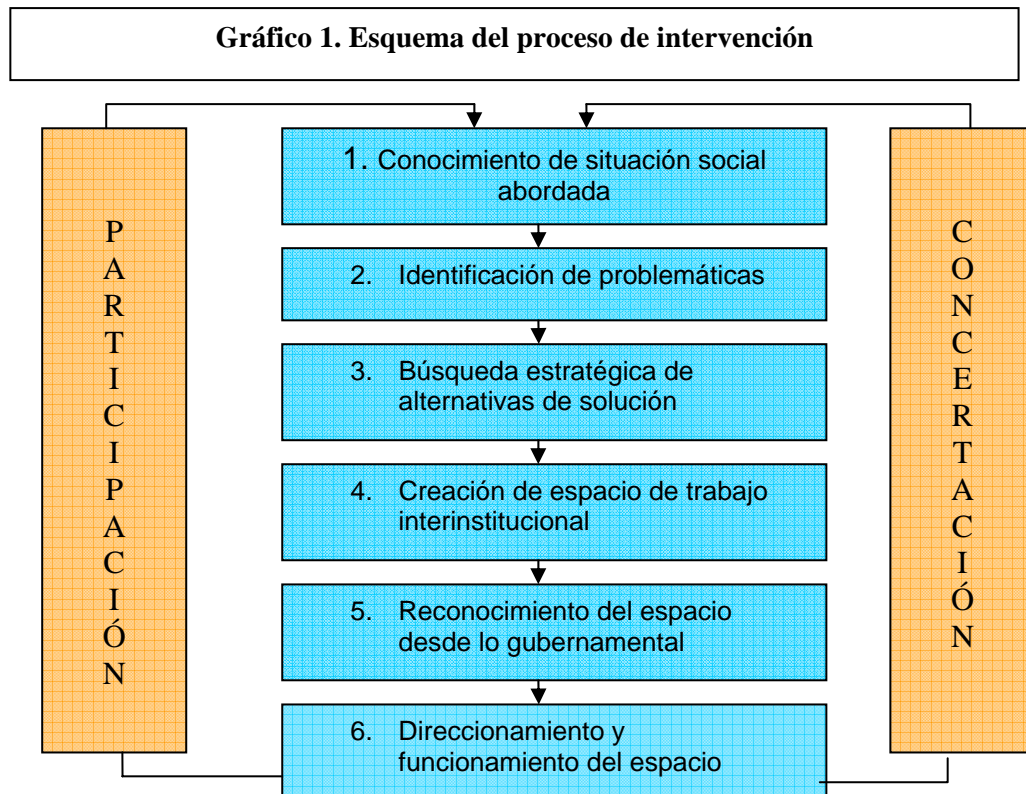 Gráfico 1. Esquema del proceso de intervención
1. Conocimiento de situación social
abordada
2. Identificación de problemáticas
3. Búsqueda estratégica de
alternativas de solución
4. Creación de espacio de trabajo
interinstitucional
5. Reconocimiento del espacio
desde lo gubernamental
6. Direccionamiento y
funcionamiento del espacio
PARTICIPACIÓN
CONCERTACIÓN